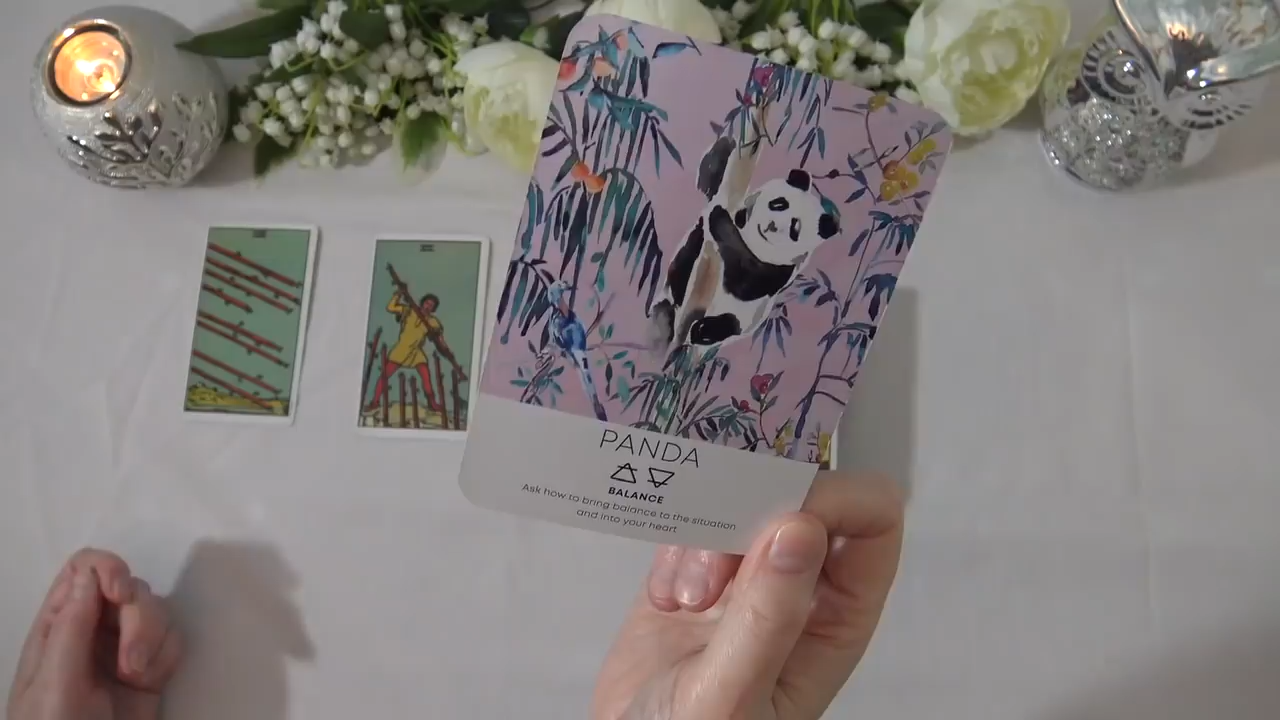 PANDA
BALANCE
Ask how to bring balance to the situation
and into your heart